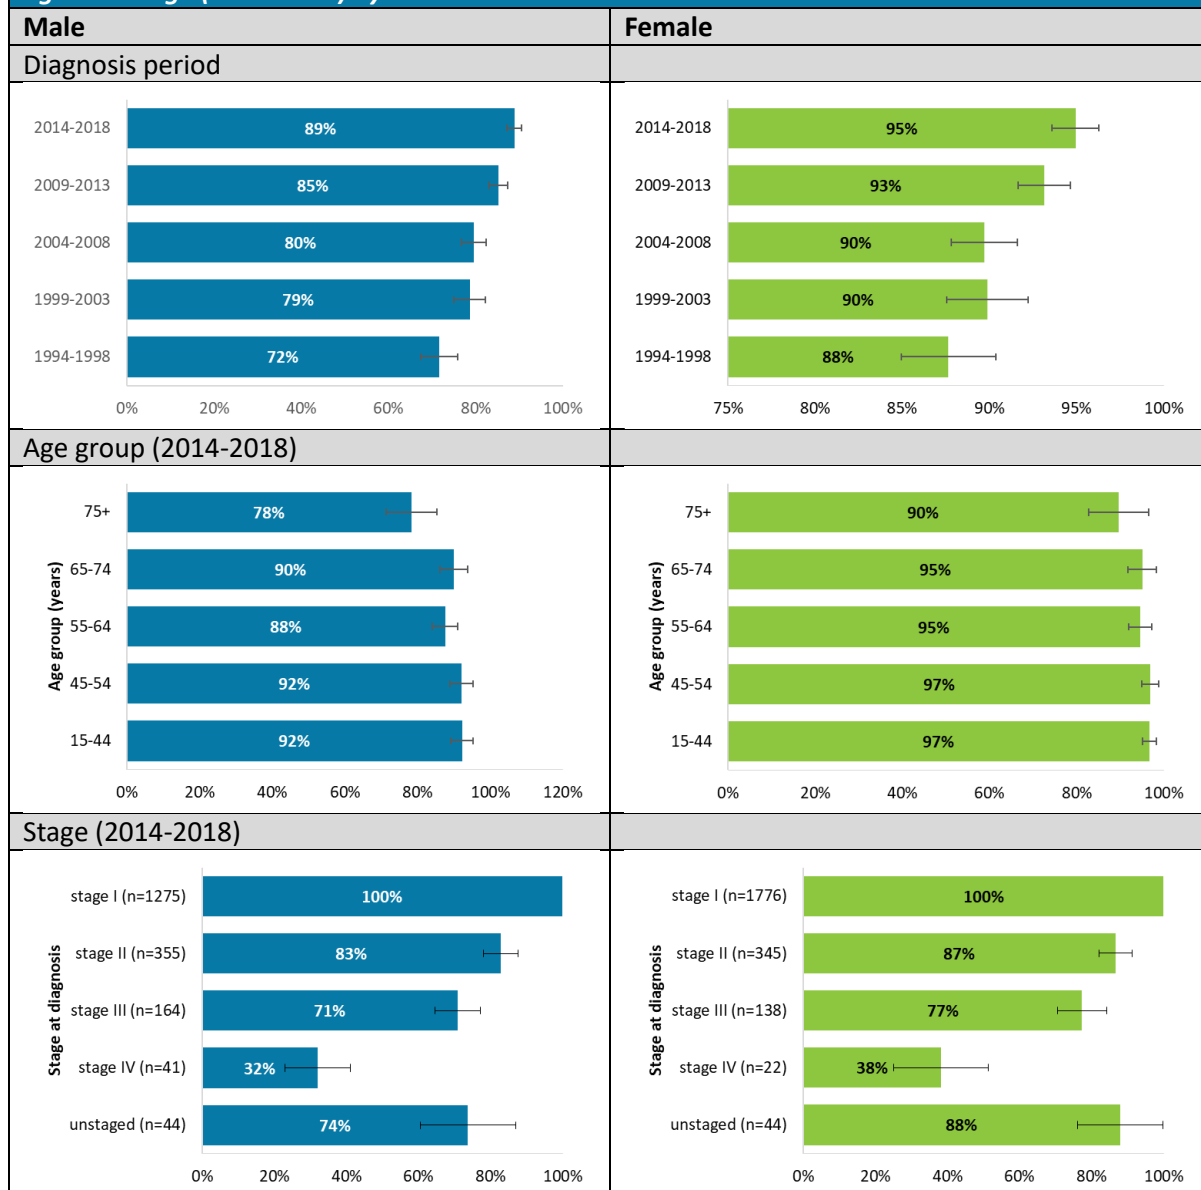 Male
Female
Diagnosis period
2014-2018
89%
2009-2013
85%
2004-2008
80%
1999-2003
79%
1994-1998
72%
0% 20% 40% 60% 80% 100%
2014-2018
95%
2009-2013
93%
2004-2008
90%
1999-2003
90%
1994-1998
88%
75% 80% 85% 90% 95% 100%
Age group (2014-2018)
Age group (years)
75+
78%
65-74
90%
55-64
88%
45-54
92%
15-44
92%
0% 20% 40% 60% 80% 100% 120%
Age group (years)
75+
90%
65-74
95%
55-64
95%
45-54
97%
15-44
97%
0% 20% 40% 60% 80% 100%
Stage (2014-2018)
Stage at diagnosis
stage I (n=1275)
100%
stage II (n=355)
83%
stage III (n=164)
71%
stage IV (n=41)
32%
unstaged (n=44)
74%
0% 20% 40% 60% 80% 100%
Stage at diagnosis
stage I (n=1776)
100%
stage II (n=345)
87%
stage III (n=138)
77%
stage IV (n=22)
38%
unstaged (n=44)
88%
0% 20% 40% 60% 80% 100%